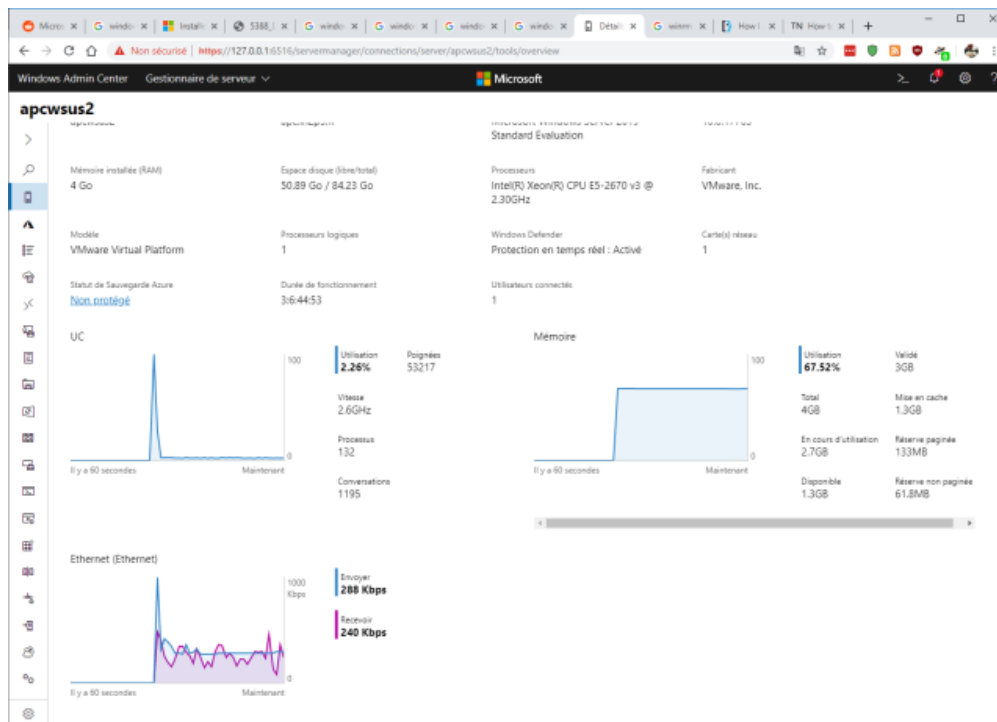 Micro
windo
Install
5388_1
windo
windo
windo
windo
Détails
winrm
How I
TN How t
Non sécurisé | https://127.0.0.1:6516/servermanager/connections/server/apcwsus2/tools/overview
Windows Admin Center Gestionnaire de serveur Microsoft
apcwsus2
Standard Evaluation
Mémoire installée (RAM) Espace disque (libre/total) Processeurs Fabricant
4 Go 50.89 Go / 84.23 Go Intel(R) Xeon(R) CPU E5-2670 v3 @ VMware, Inc.
2.30GHz
Modèle Processeurs logiques Windows Defender Carte(s) réseau
VMware Virtual Platform 1 Protection en temps réel : Activé 1
Statut de Sauvegarde Azure Durée de fonctionnement Utilisateurs connectés
Non protégé 3:6:44:53 1
UC
100
0
Il y a 60 secondes Maintenant
Utilisation Poignées
2.26% 53217
Vitesse
2.6GHz
Processus
132
Conversations
1195
Mémoire
100
0
Il y a 60 secondes Maintenant
Utilisation Validé
67.52% 3GB
Total Mise en cache
4GB 1.3GB
En cours d'utilisation Réserve paginée
2.7GB 133MB
Disponible Réserve non paginée
1.3GB 61.8MB
Ethernet (Ethernet)
1000
Kbps
0
Il y a 60 secondes Maintenant
Envoyer
288 Kbps
Recevoir
240 Kbps